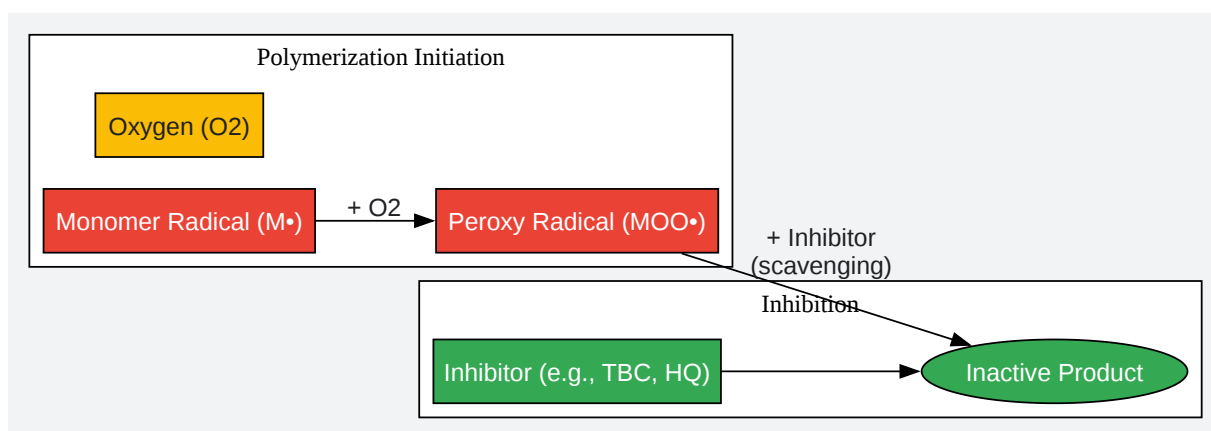 Polymerization Initiation
Oxygen (O2)
Monomer Radical (M•)
+ O2
Peroxy Radical (MOO•)
+ Inhibitor
(scavenging)
Inhibition
Inhibitor (e.g., TBC, HQ)
Inactive Product